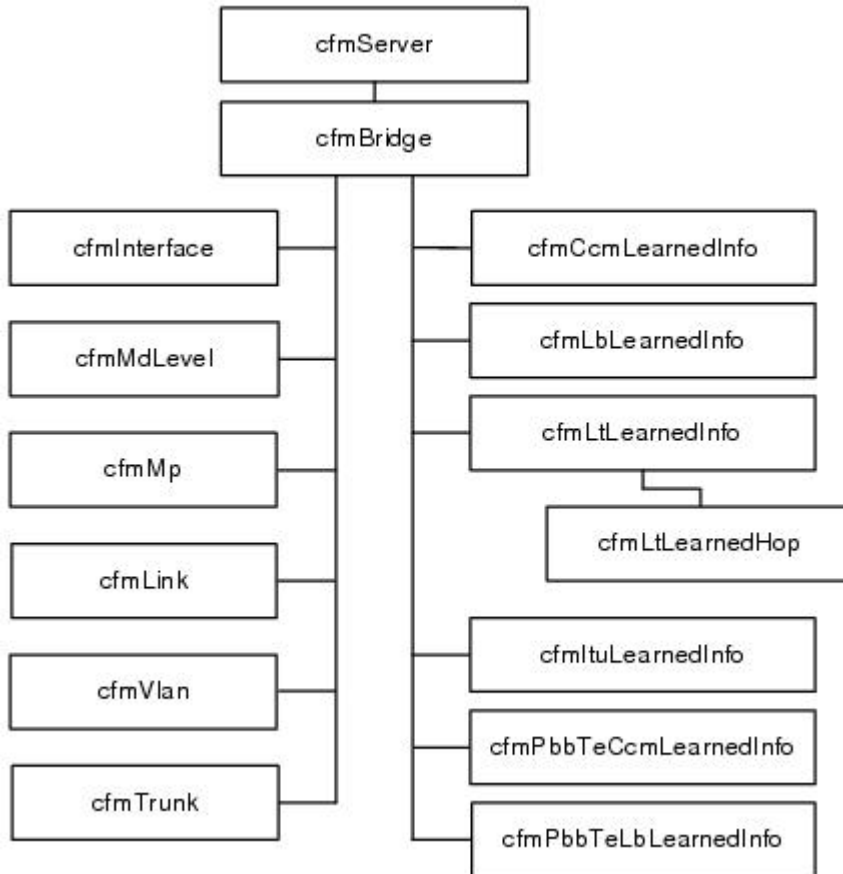 cfmServer
cfmBridge
cfmInterface
cfmMdLevel
cfmMp
cfmLink
cfmVlan
cfmTrunk
cfmCcmLearnedInfo
cfmLbLearnedInfo
cfmLtLearnedInfo
cfmLtLearnedHop
cfmItuLearnedInfo
cfmPbbTeCcmLearnedInfo
cfmPbbTeLbLearnedInfo